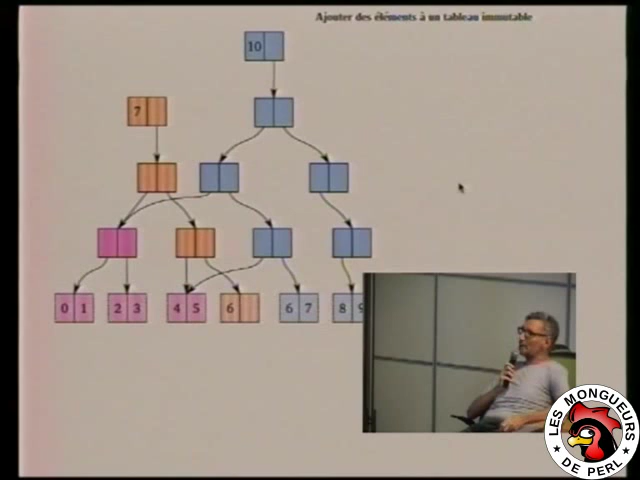 Ajouter des éléments à un tableau immutable
10
7
0 1 2 3 4 5 6 6 7 8 9
LES MONGUEURS
★ DE PERL ★